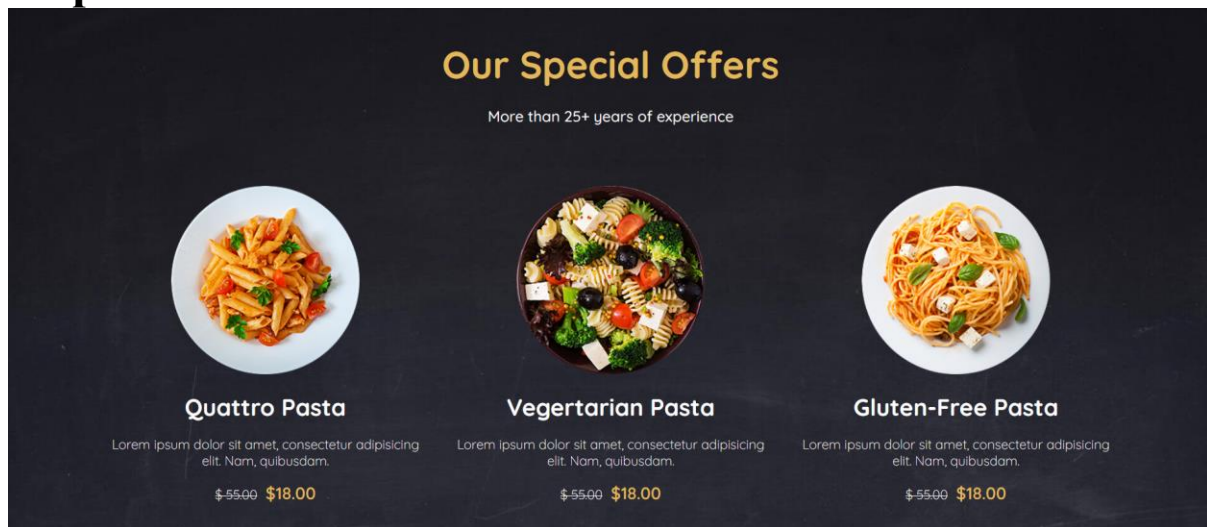 Our Special Offers
More than 25+ years of experience
Quattro Pasta
Lorem ipsum dolor sit amet, consectetur adipisicing
elit. Nam, quibusdam.
$ 55.00 $18.00
Vegertarian Pasta
Lorem ipsum dolor sit amet, consectetur adipisicing
elit. Nam, quibusdam.
$ 55.00 $18.00
Gluten-Free Pasta
Lorem ipsum dolor sit amet, consectetur adipisicing
elit. Nam, quibusdam.
$ 55.00 $18.00